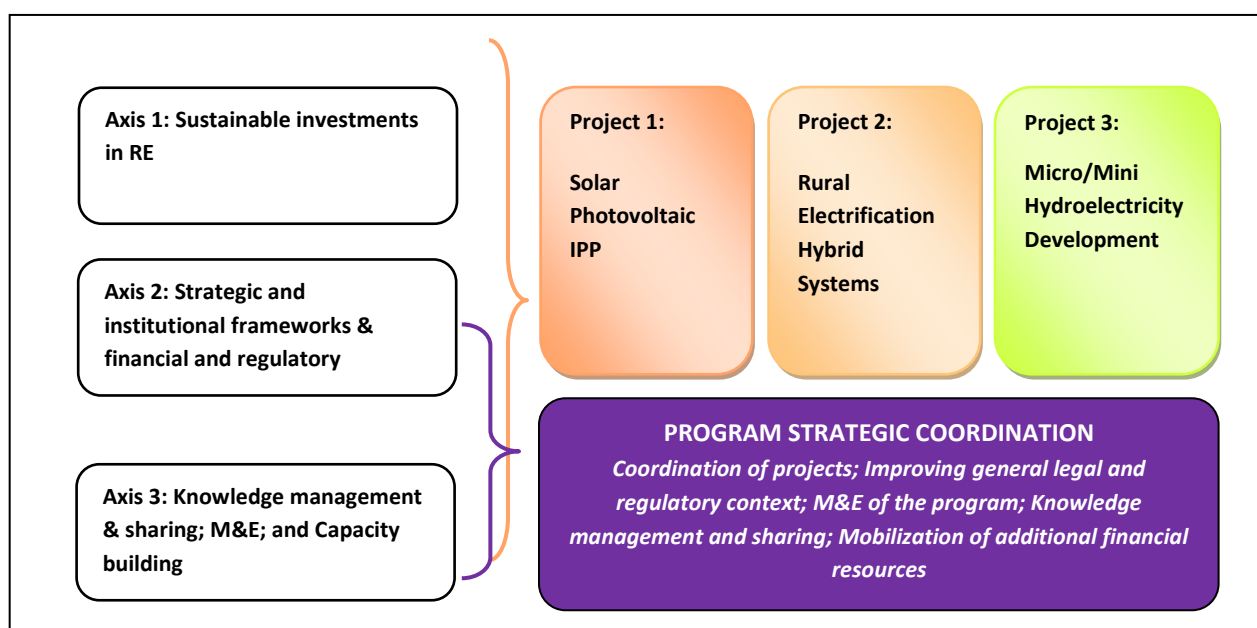 Axis 1: Sustainable investments
in RE
Axis 2: Strategic and
institutional frameworks &
financial and regulatory
Axis 3: Knowledge management
& sharing; M&E; and Capacity
building
Project 1:
Solar
Photovoltaic
IPP
Project 2:
Rural
Electrification
Hybrid
Systems
Project 3:
Micro/Mini
Hydroelectricity
Development
PROGRAM STRATEGIC COORDINATION
Coordination of projects; Improving general legal and
regulatory context; M&E of the program; Knowledge
management and sharing; Mobilization of additional financial
resources